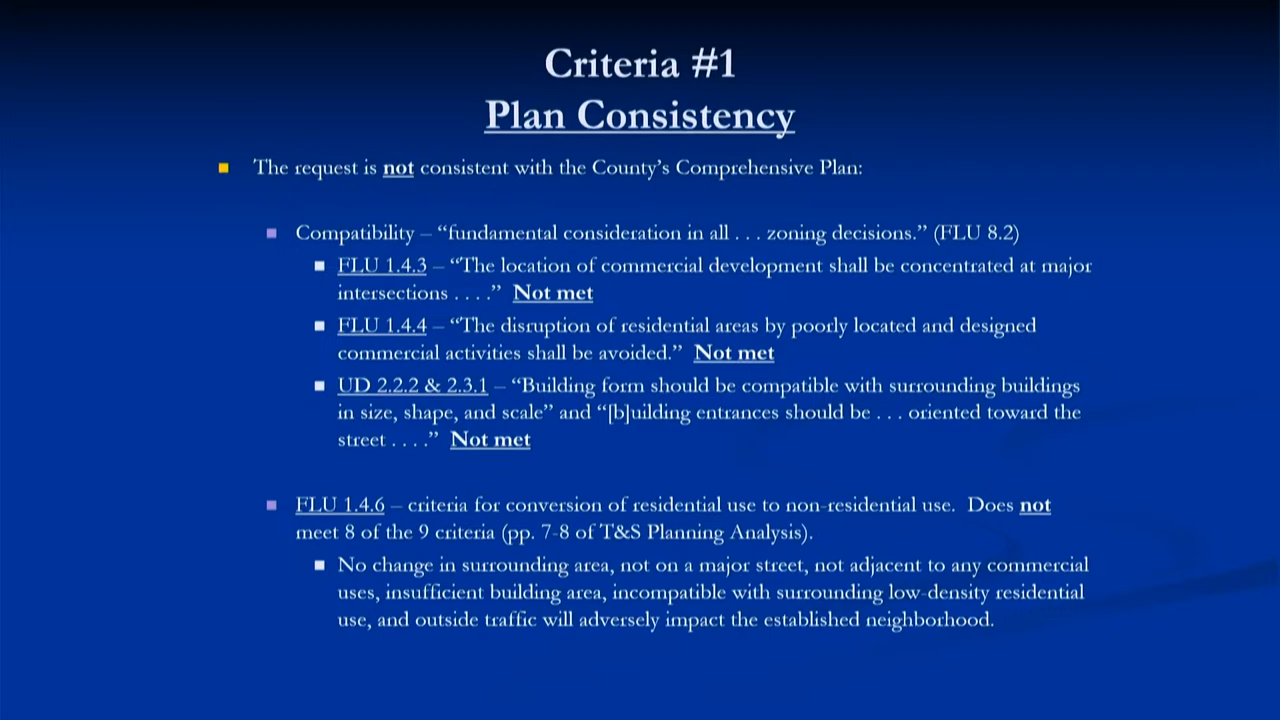 Criteria #1
Plan Consistency
The request is not consistent with the County’s Comprehensive Plan:
Compatibility – “fundamental consideration in all . . . zoning decisions.” (FLU 8.2)
FLU 1.4.3 – “The location of commercial development shall be concentrated at major
intersections . . . .” Not met
FLU 1.4.4 – “The disruption of residential areas by poorly located and designed
commercial activities shall be avoided.” Not met
UD 2.2.2 & 2.3.1 – “Building form should be compatible with surrounding buildings
in size, shape, and scale” and “[b]uilding entrances should be . . . oriented toward the
street . . . .” Not met
FLU 1.4.6 – criteria for conversion of residential use to non-residential use. Does not
meet 8 of the 9 criteria (pp. 7-8 of T&S Planning Analysis).
No change in surrounding area, not on a major street, not adjacent to any commercial
uses, insufficient building area, incompatible with surrounding low-density residential
use, and outside traffic will adversely impact the established neighborhood.